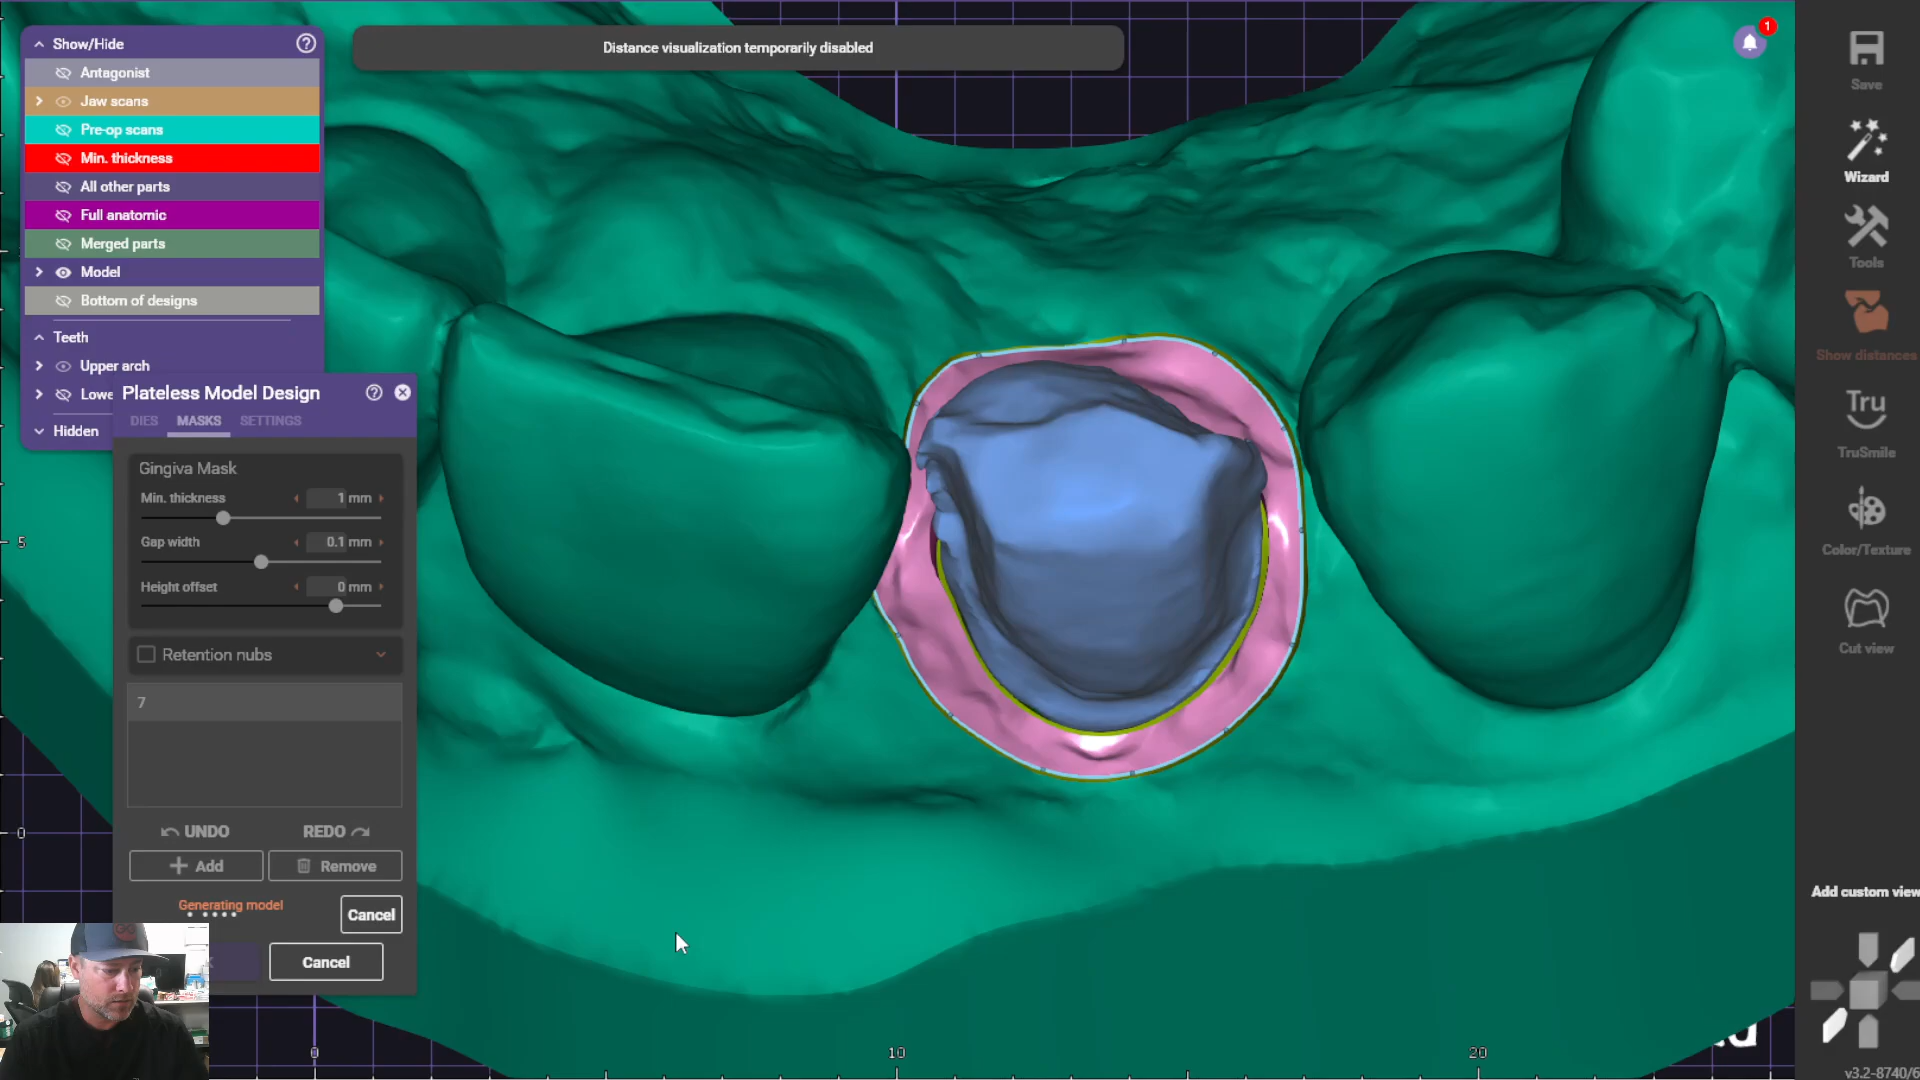 Show/Hide
Antagonist
Jaw scans
Pre-op scans
Min. thickness
All other parts
Full anatomic
Merged parts
Model
Bottom of designs
Teeth
Upper arch
Lowe
Hidden
Distance visualization temporarily disabled
1
Save
Wizard
Tools
Show distances
Tru
TruSmile
Color/Texture
Cut view
Add custom view
v3.2-8740/6
Plateless Model Design
DIES MASKS SETTINGS
Gingiva Mask
Min. thickness 1 mm
Gap width 0.1 mm
Height offset 0 mm
Retention nubs
7
UNDO REDO
Add Remove
Generating model
Cancel
Cancel
5
0
0 10 20